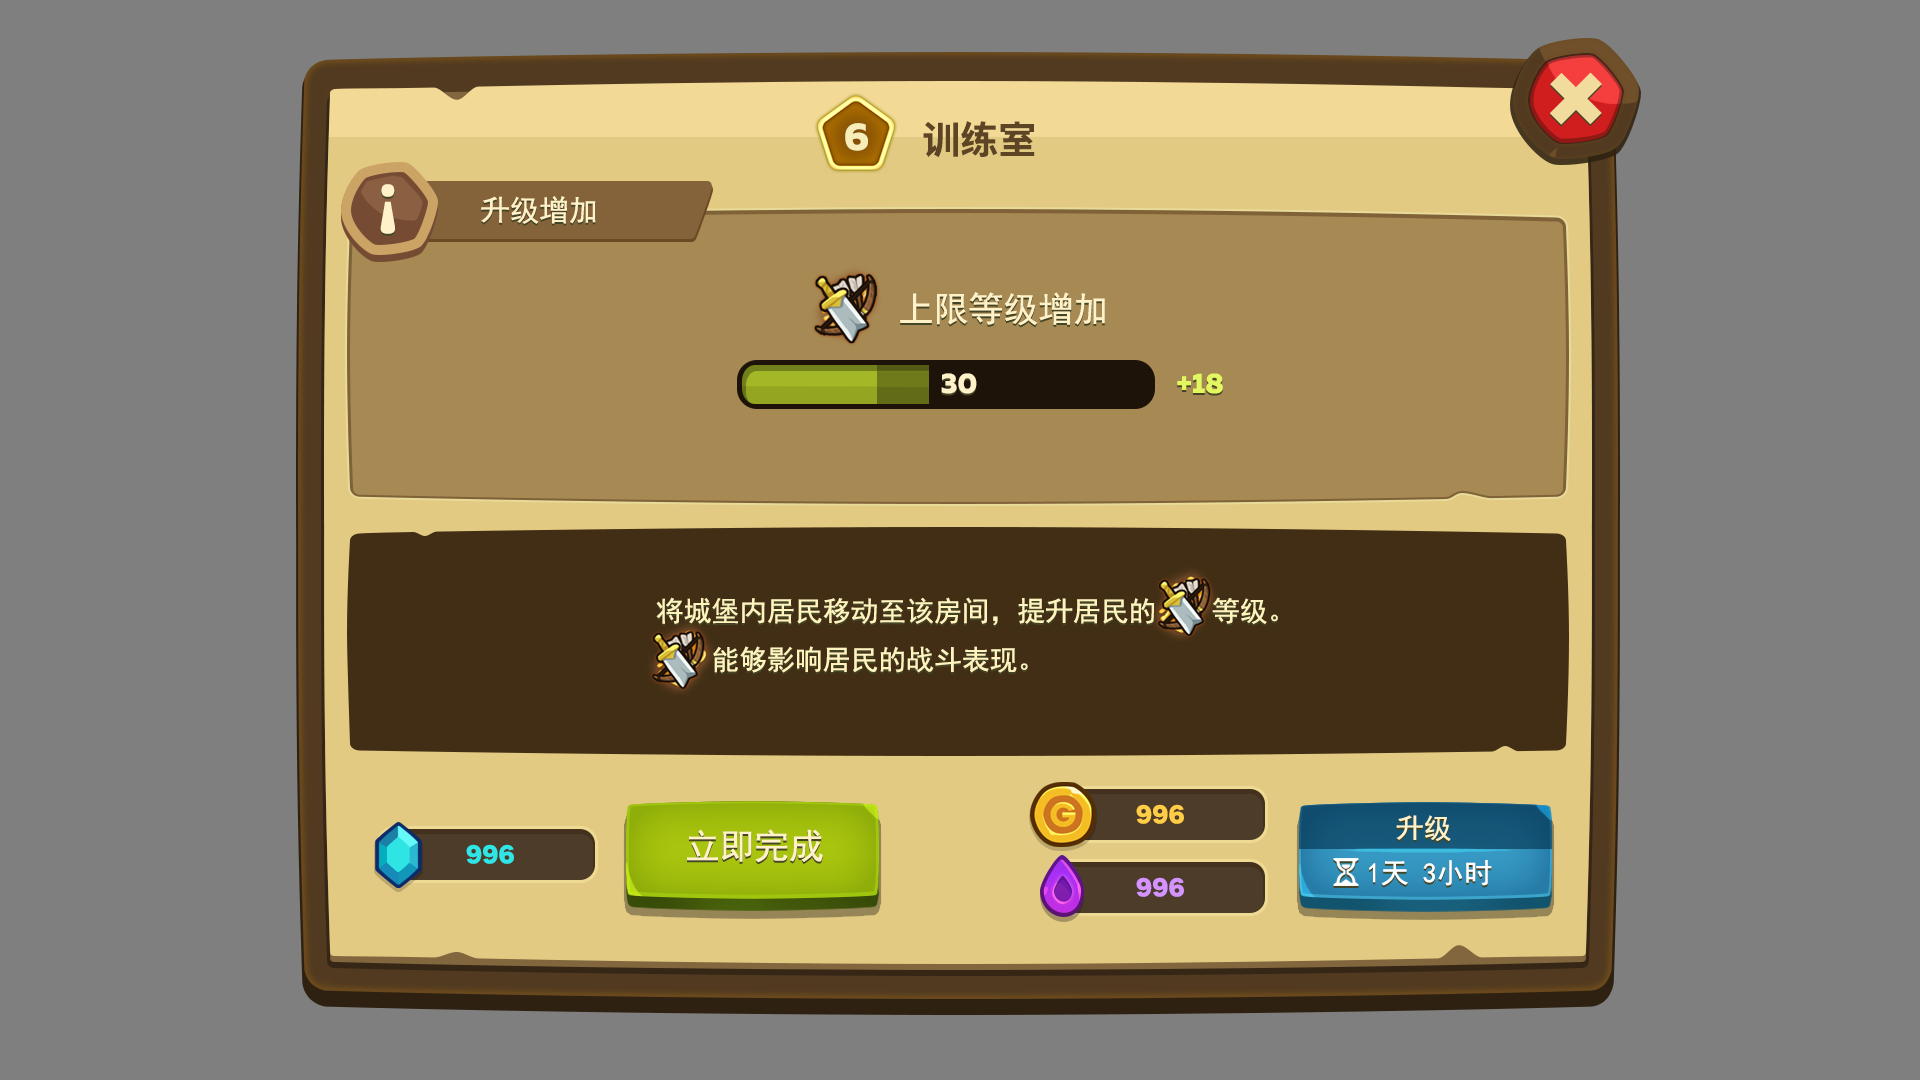 6 训练室
升级增加
上限等级增加
30 +18
将城堡内居民移动至该房间，提升居民的等级。
能够影响居民的战斗表现。
996
立即完成
996
996
升级
1天 3小时